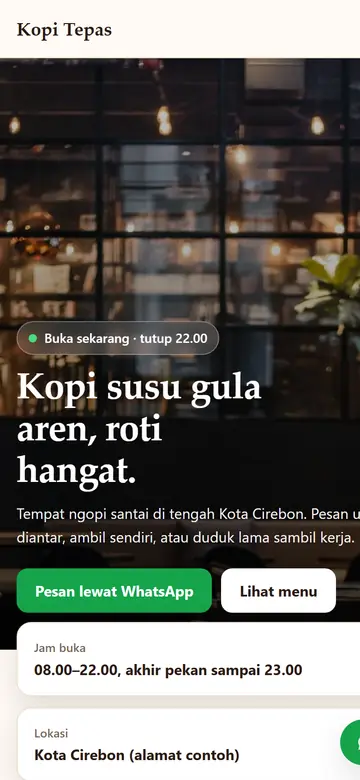 Kopi Tepas
Buka sekarang · tutup 22.00
Kopi susu gula
aren, roti
hangat.
Tempat ngopi santai di tengah Kota Cirebon. Pesan
diantar, ambil sendiri, atau duduk lama sambil kerja.
Pesan lewat WhatsApp
Lihat menu
Jam buka
08.00–22.00, akhir pekan sampai 23.00
Lokasi
Kota Cirebon (alamat contoh)